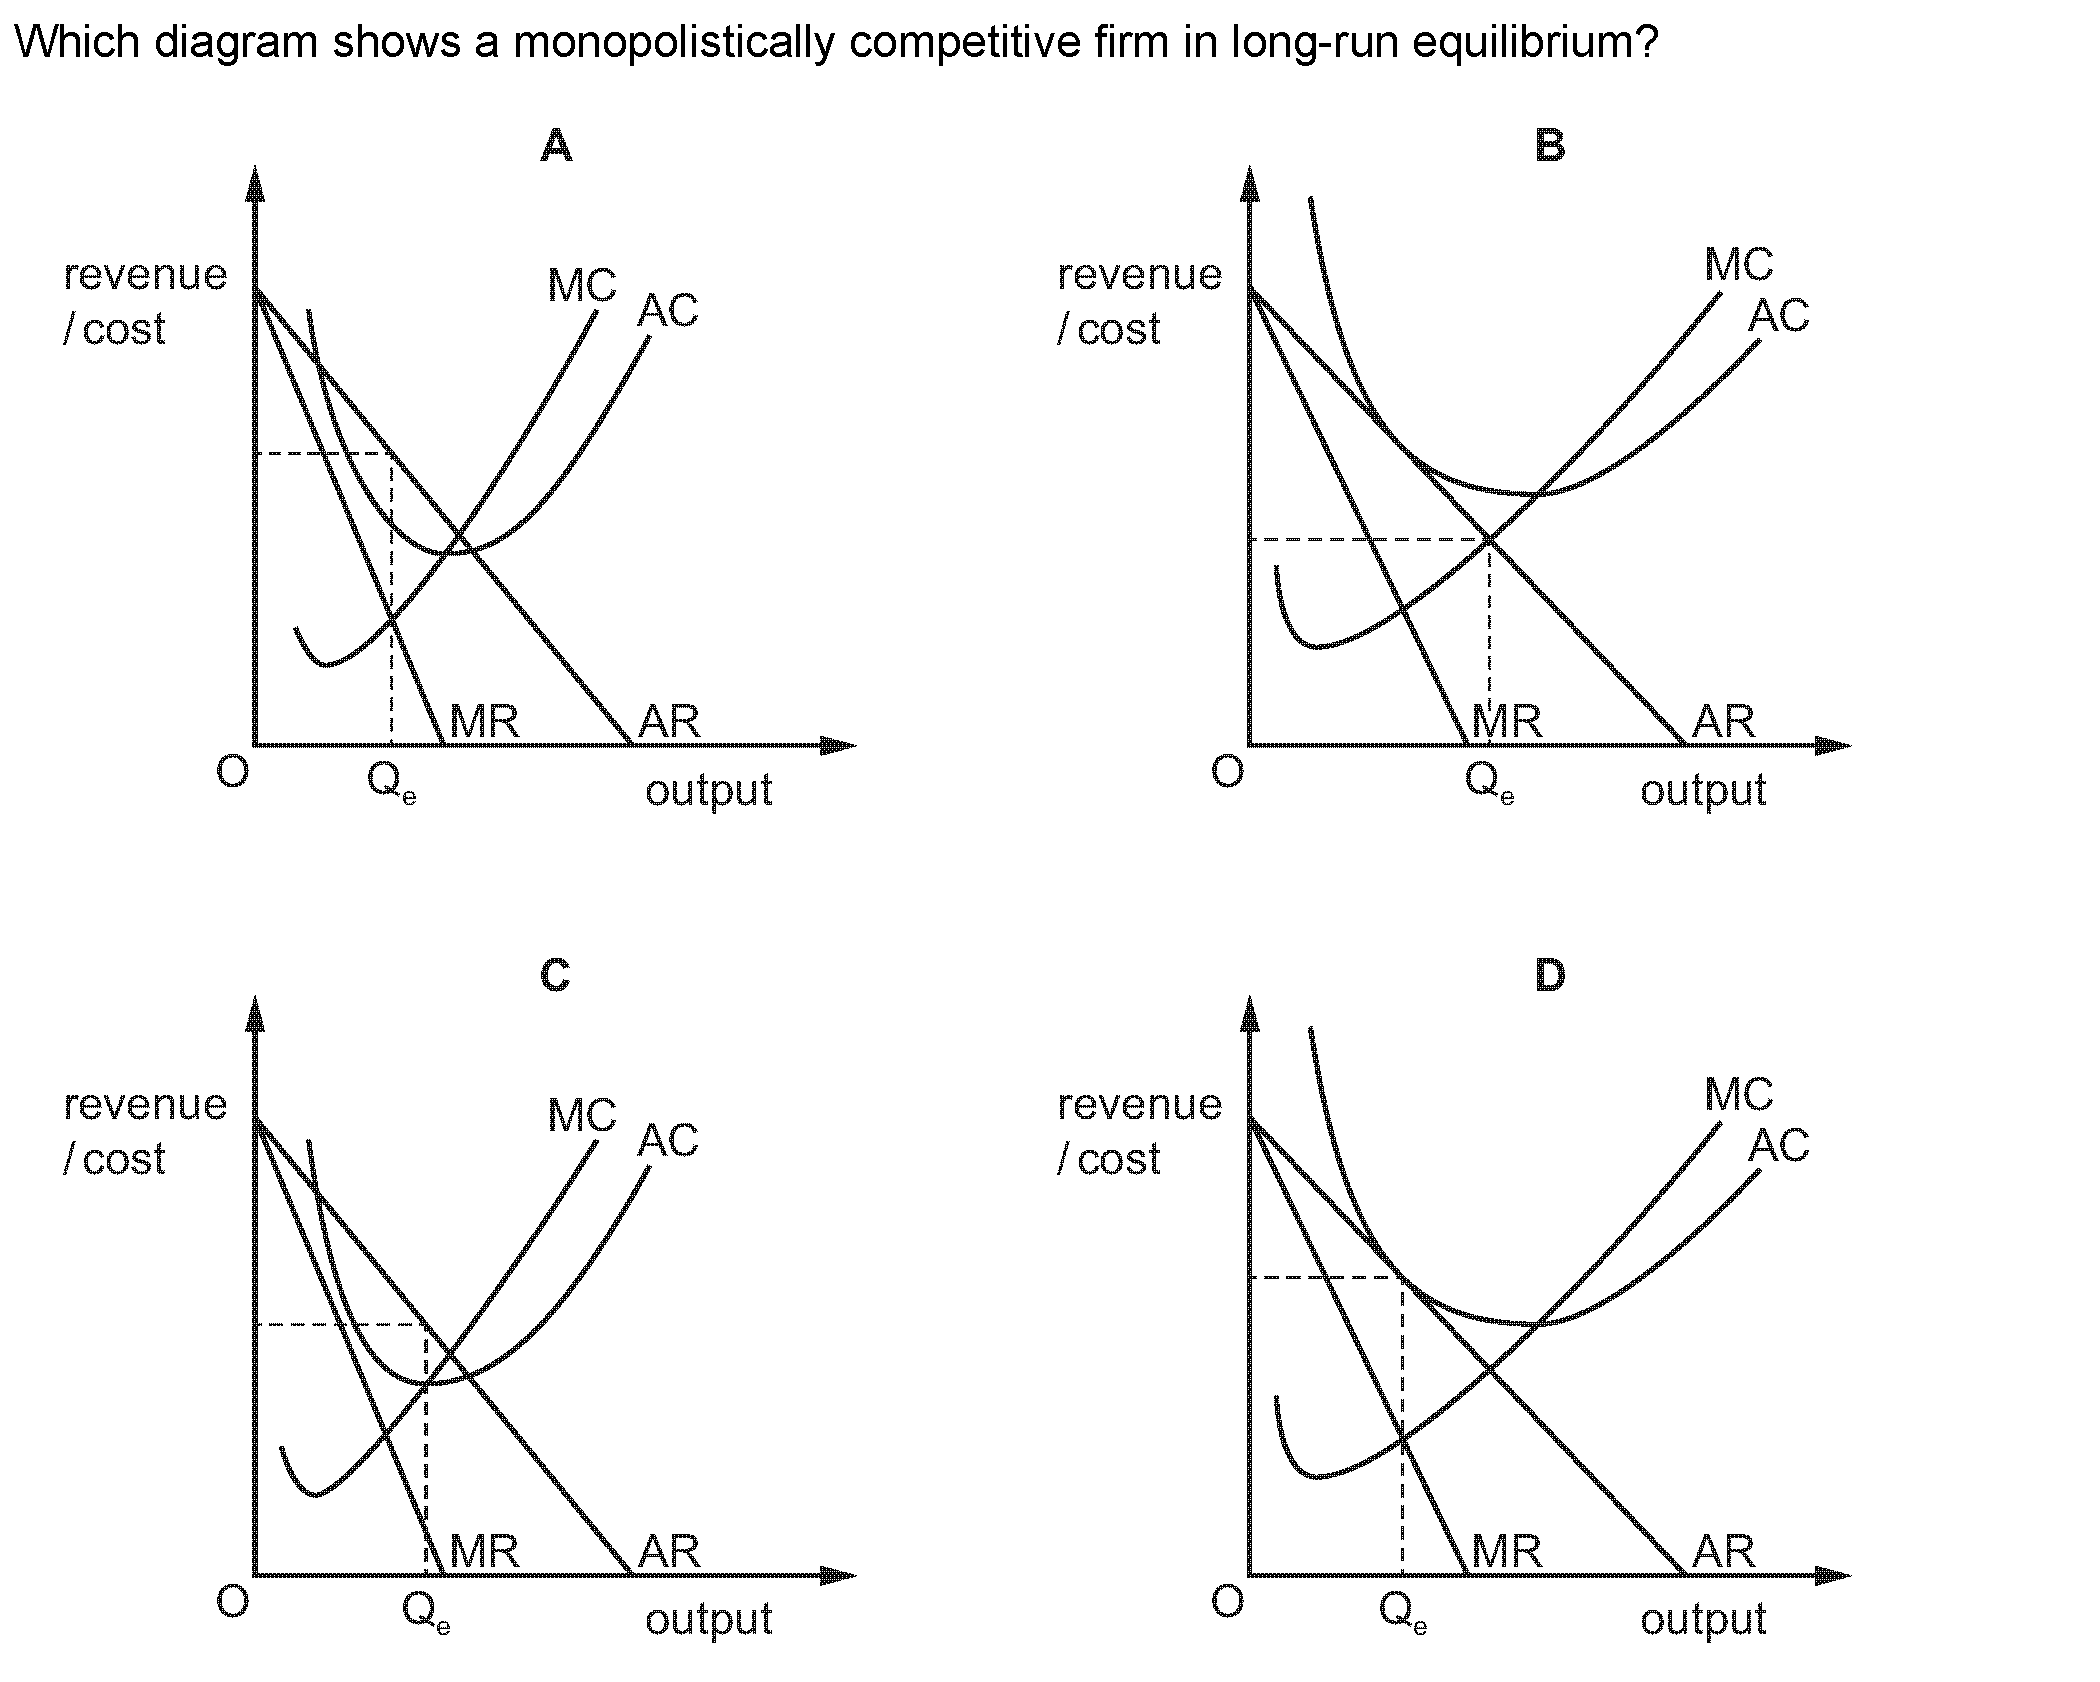 Which diagram shows a monopolistically competitive firm in long-run equilibrium?
A
revenue
/ cost
MC
AC
MR
AR
O
Qe
output
B
revenue
/ cost
MC
AC
MR
AR
O
Qe
output
C
revenue
/ cost
MC
AC
MR
AR
O
Qe
output
D
revenue
/ cost
MC
AC
MR
AR
O
Qe
output